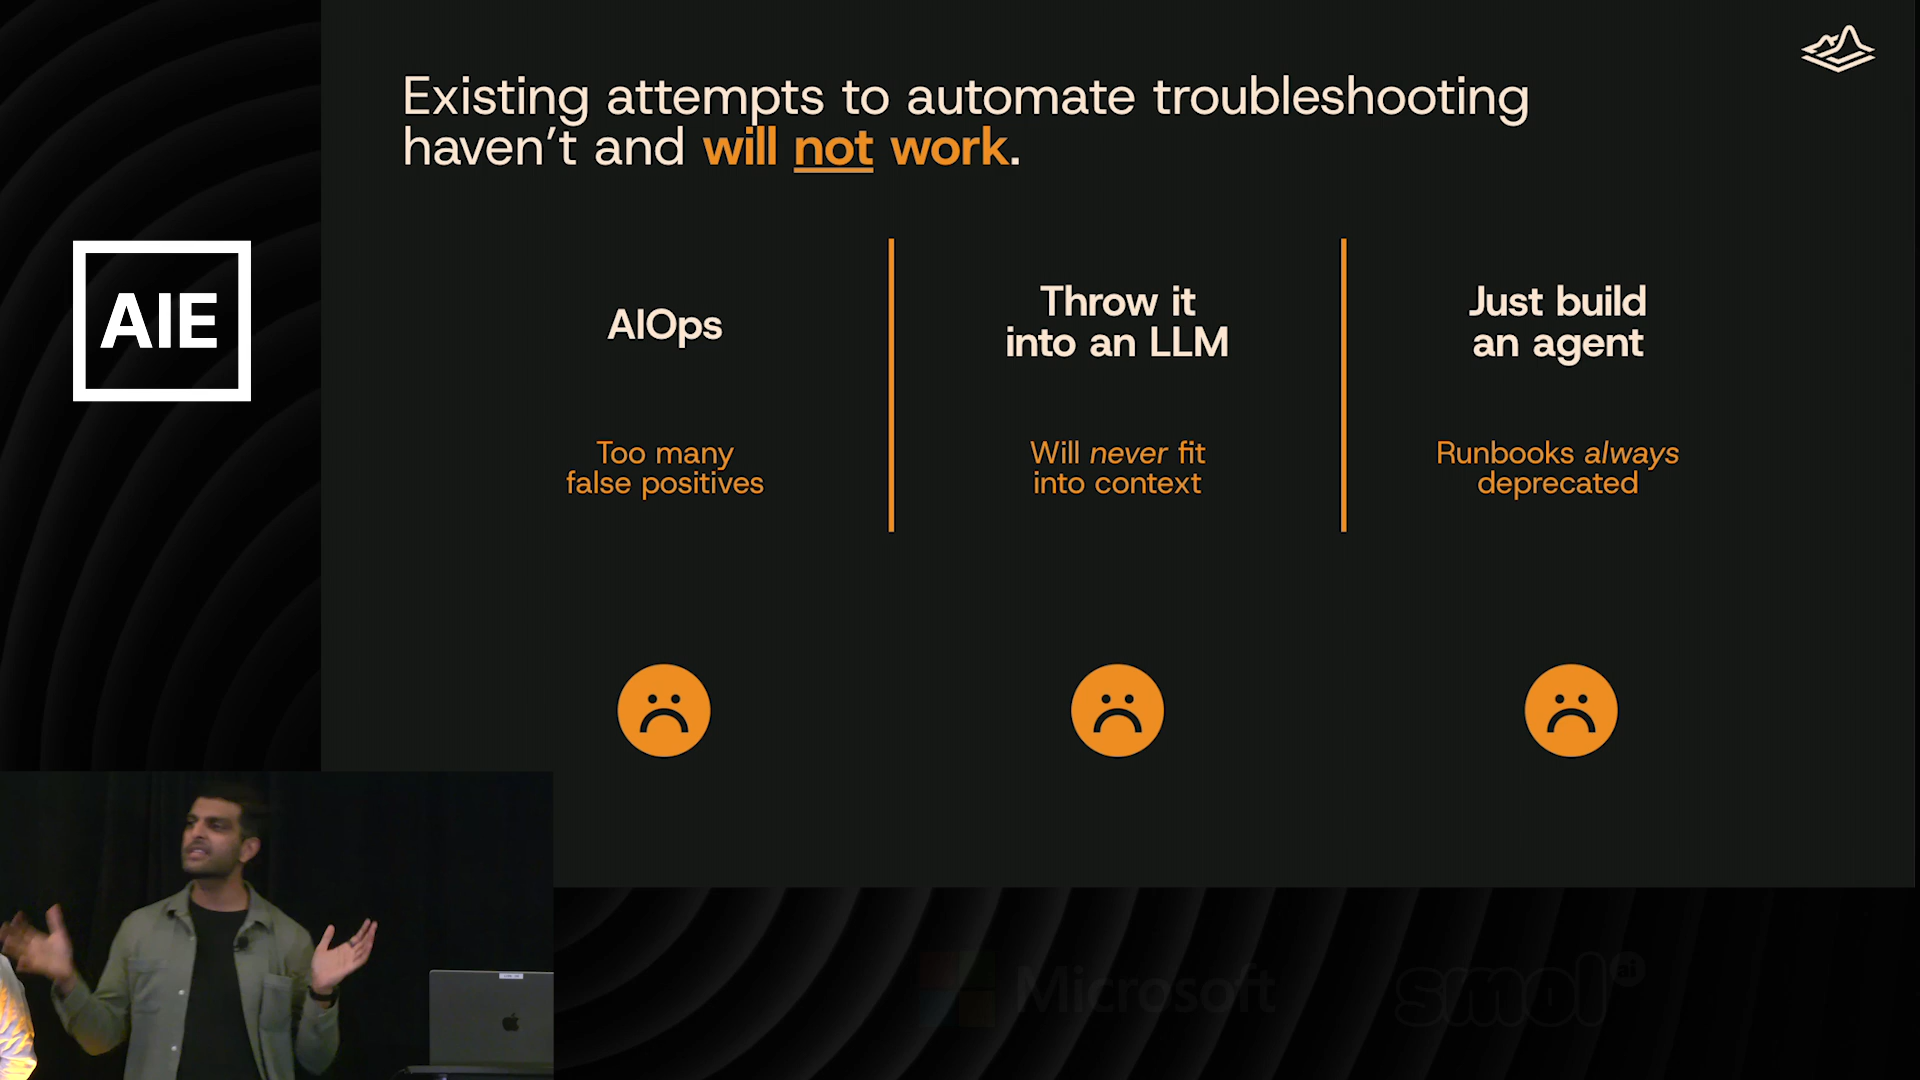 Existing attempts to automate troubleshooting
haven't and will not work.
AIE
AIOps
Throw it
into an LLM
Just build
an agent
Too many
false positives
Will never fit
into context
Runbooks always
deprecated
Microsoft
smol ai